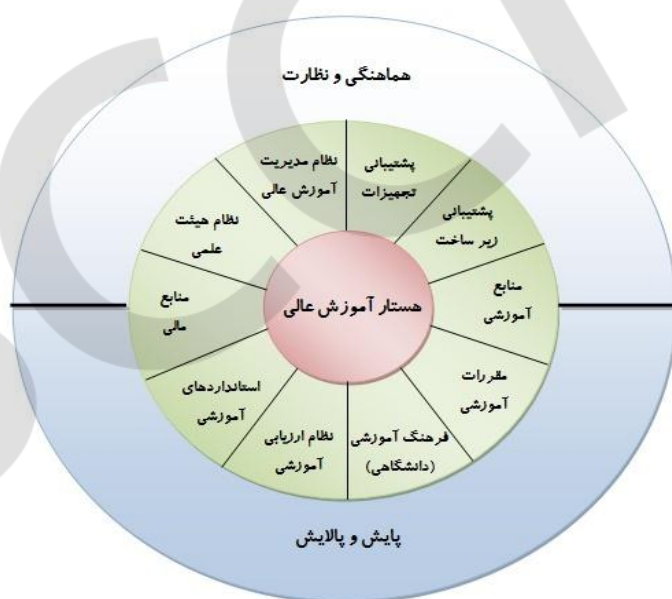 هماهنگی و نظارت
پشتیبانی
تجهیزات
پشتیبانی
زیر ساخت
منابع
آموزشی
مقررات
آموزشی
فرهنگ آموزشی
(دانشگاهی)
نظام ارزیابی
آموزشی
استانداردهای
آموزشی
منابع
مالی
نظام هیئت
علمی
نظام مدیریت
آموزش عالی
هستار آموزش عالی
پایش و پالایش